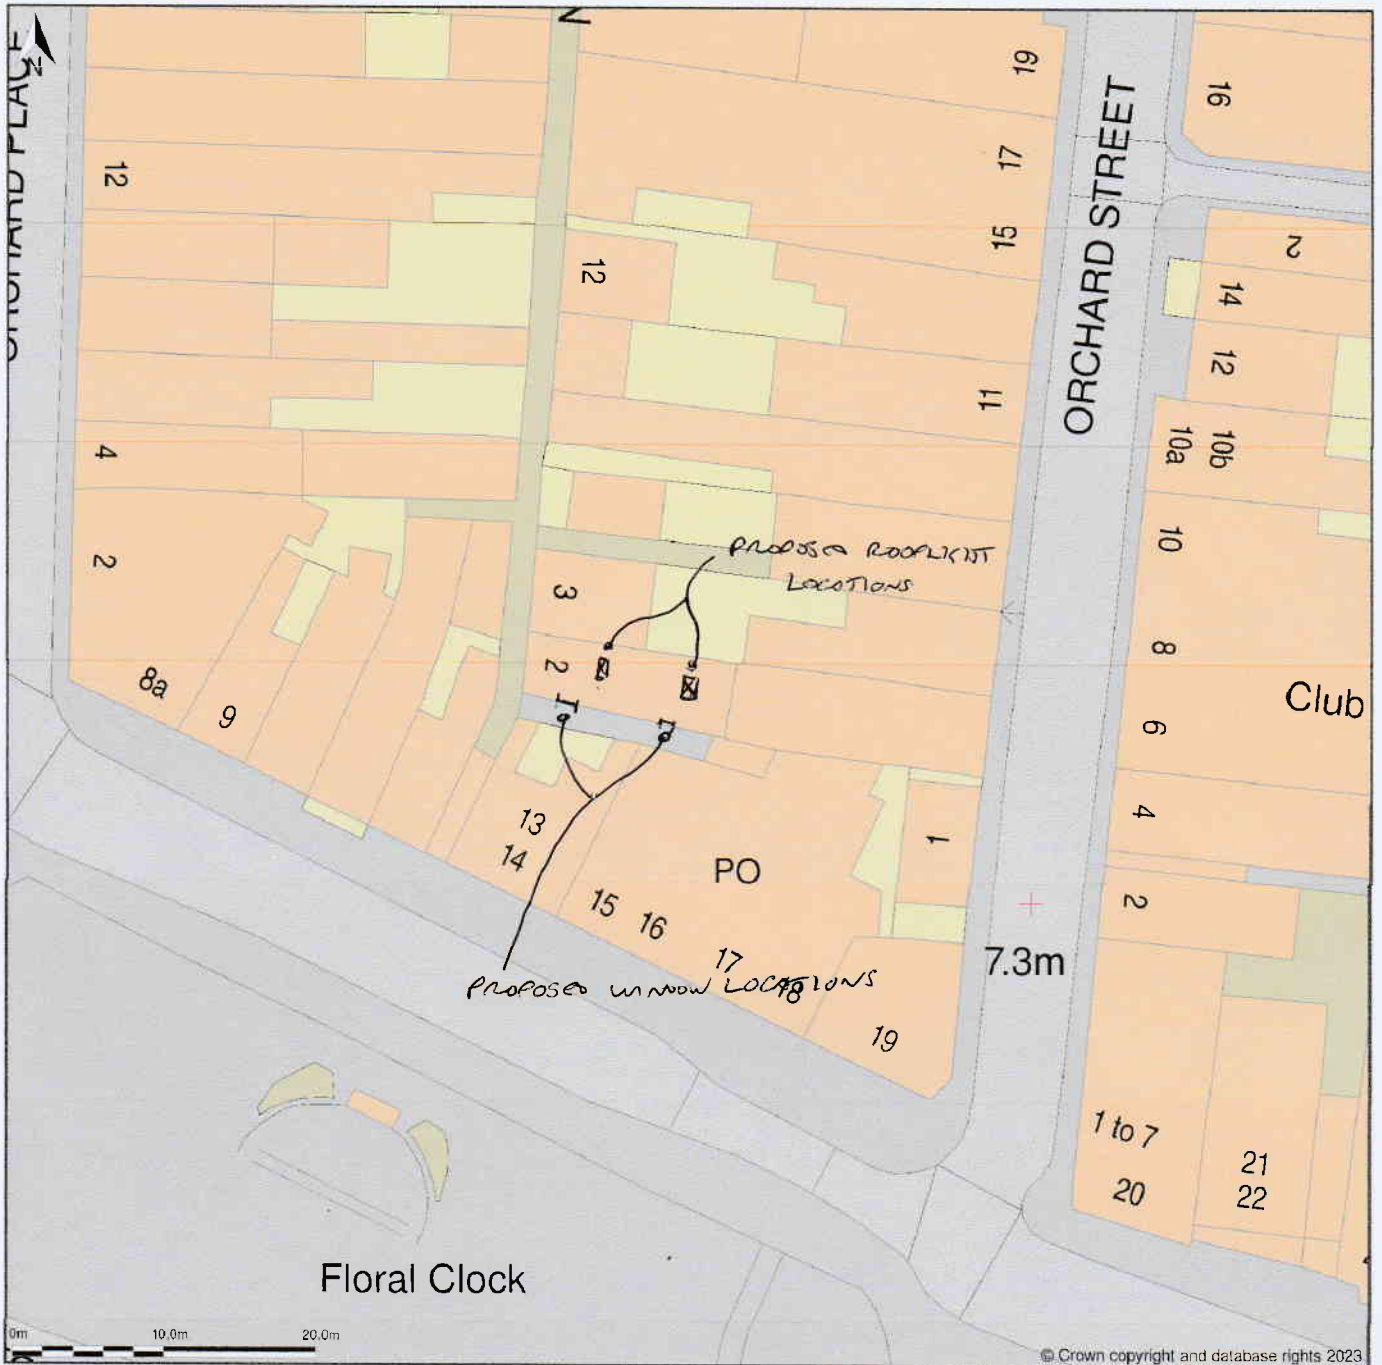 N
N
ORCHARD PLACE
19
16
17
12
ORCHARD STREET
15
2
12
14
12
11
10a
10b
4
10
PROPOSED ROOFLIGHT
LOCATIONS
2
3
8
2
8a
Club
9
6
13
4
14
1
PO
15
16
2
17
7.3m
PROPOSED WINDOW LOCATIONS
18
19
1 to 7
21
20
22
Floral Clock
0m 10.0m 20.0m
© Crown copyright and database rights 2023